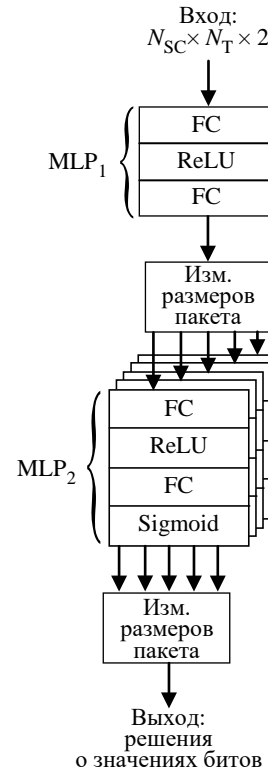 Вход:
N_SC × N_T × 2
FC
MLP_1
ReLU
FC
Изм.
размеров
пакета
FC
ReLU
MLP_2
FC
Sigmoid
Изм.
размеров
пакета
Выход:
решения
о значениях битов